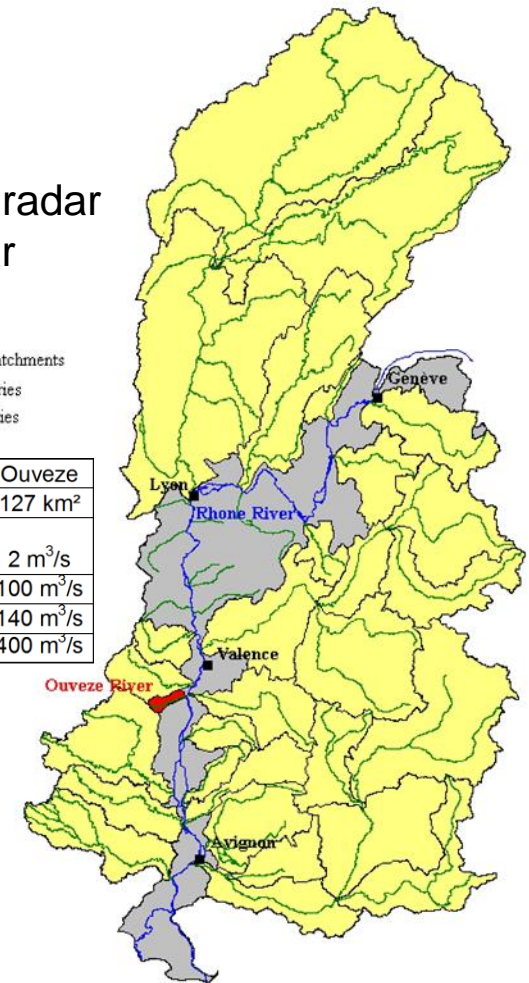 radar
r
atchments
ries
ies
Ouveze
127 km²
2 m³/s
100 m³/s
140 m³/s
400 m³/s
Genève
Lyon
Rhone River
Valence
Ouveze River
Avignon